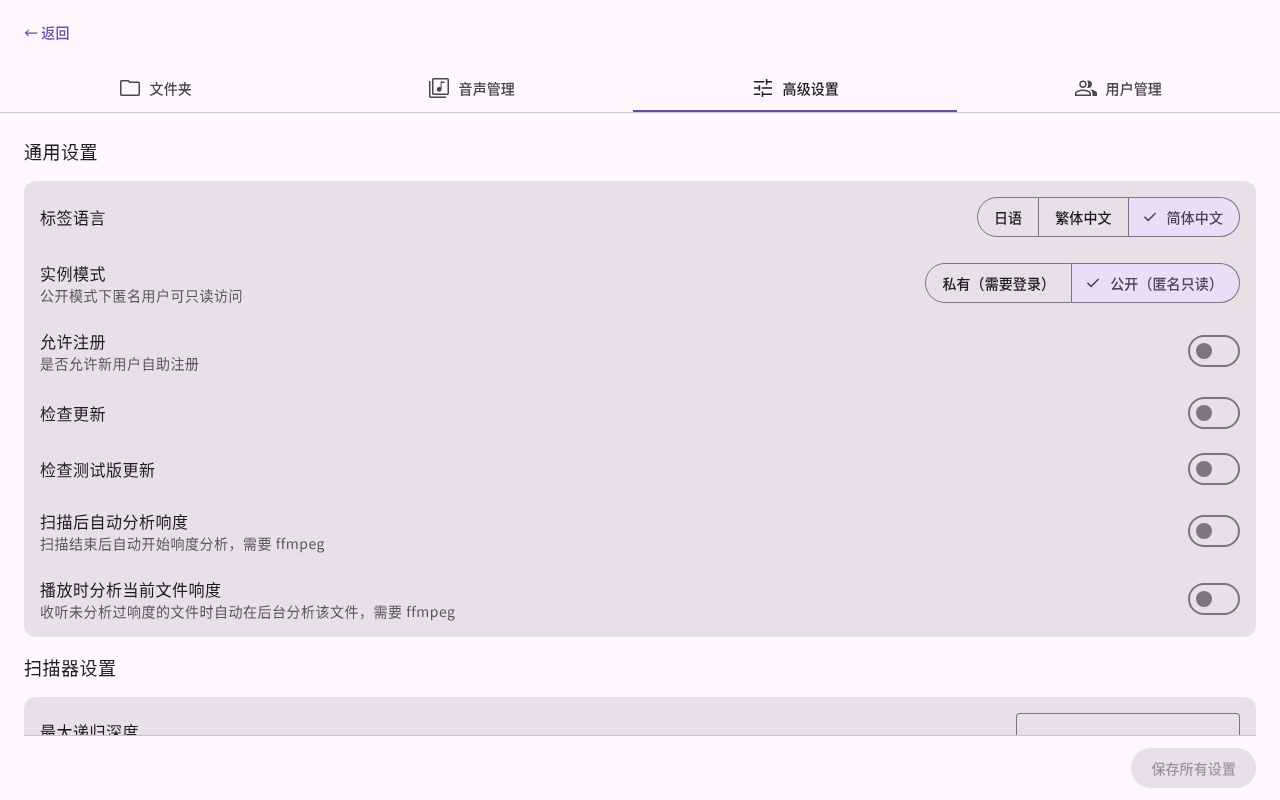 ← 返回
文件夹
音声管理
高级设置
用户管理
通用设置
标签语言
日语
繁体中文
简体中文
实例模式
公开模式下匿名用户可只读访问
私有（需要登录）
公开（匿名只读）
允许注册
是否允许新用户自助注册
检查更新
检查测试版更新
扫描后自动分析响度
扫描结束后自动开始响度分析，需要 ffmpeg
播放时分析当前文件响度
收听未分析过响度的文件时自动在后台分析该文件，需要 ffmpeg
扫描器设置
最大递归深度
保存所有设置